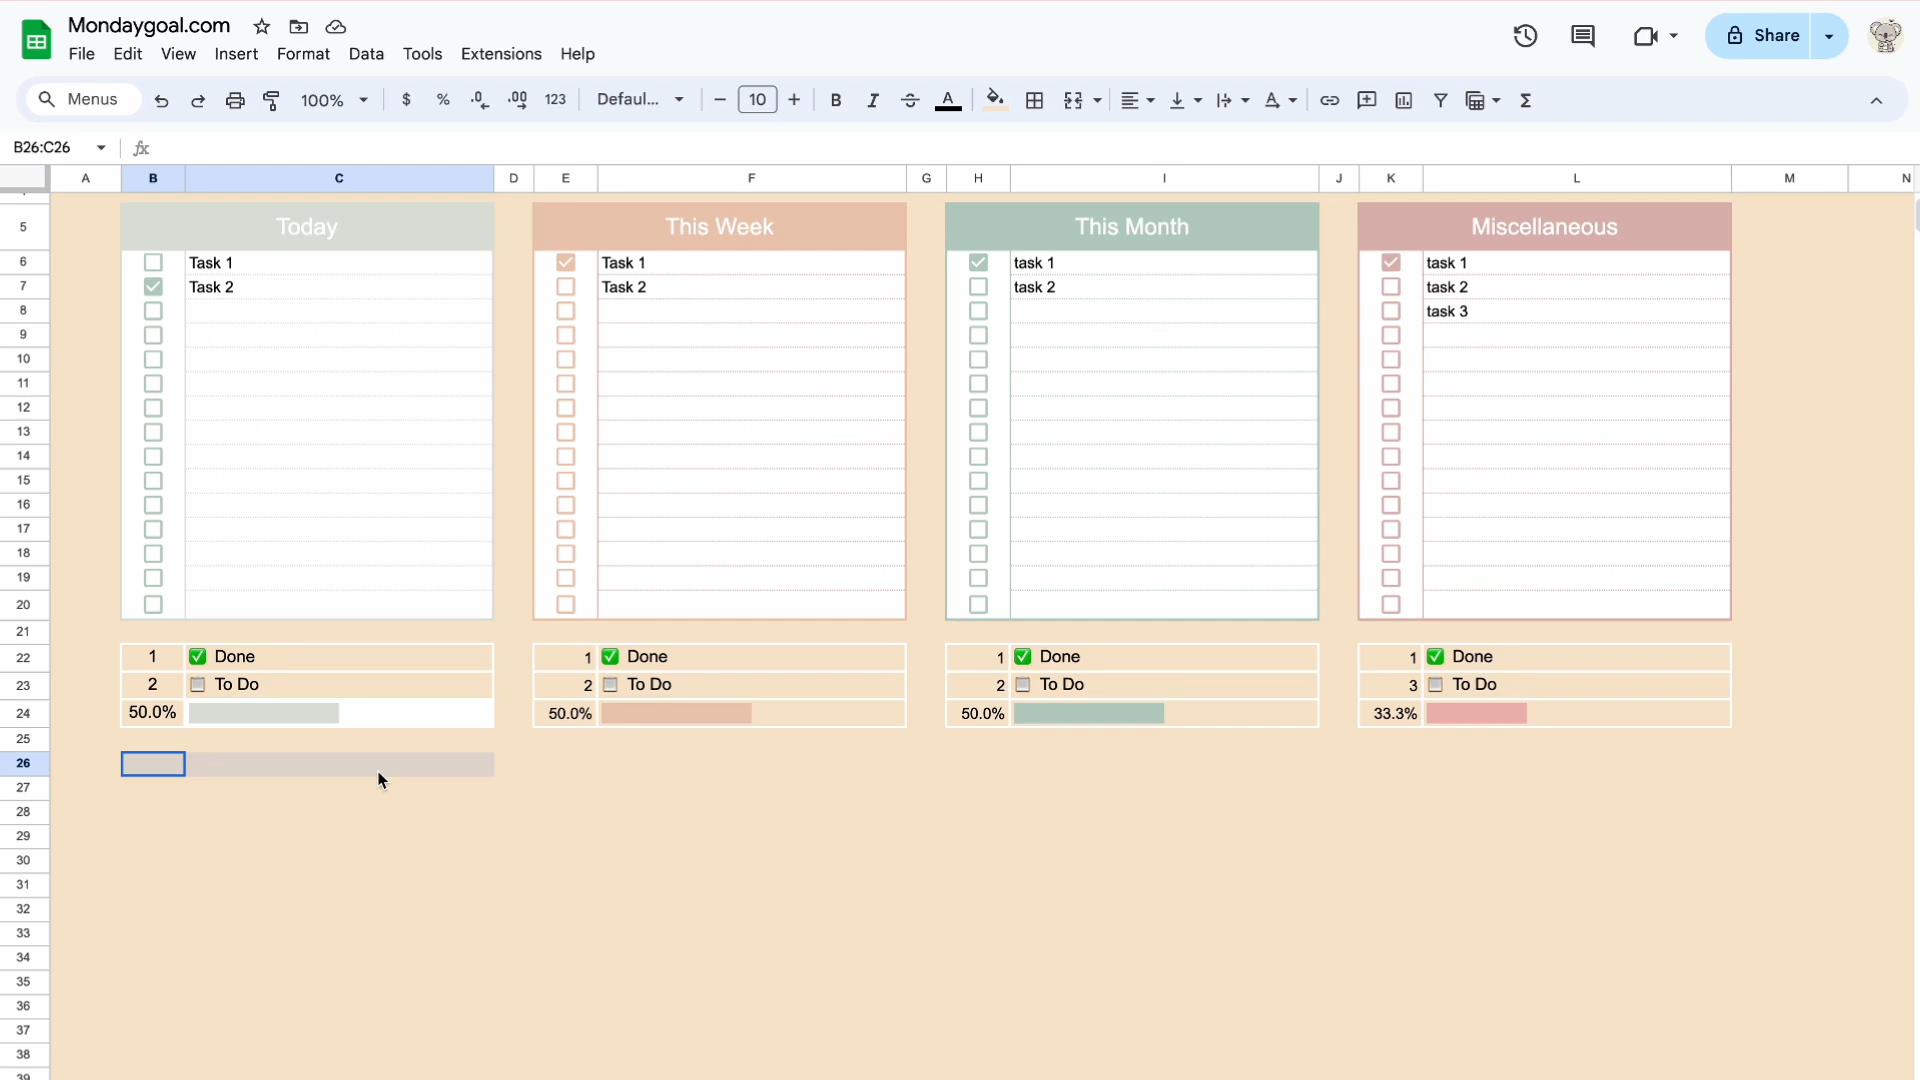 Mondaygoal.com
File Edit View Insert Format Data Tools Extensions Help
Share
Menus 100% $ % .0 .00 123 Defaul... 10 B I S A Σ
B26:C26 fx
A B C D E F G H I J K L M N
5 Today This Week This Month Miscellaneous
6 Task 1 Task 1 task 1 task 1
7 Task 2 Task 2 task 2 task 2
8 task 3
9
10
11
12
13
14
15
16
17
18
19
20
21
22 1 ✅ Done 1 ✅ Done 1 ✅ Done 1 ✅ Done
23 2 To Do 2 To Do 2 To Do 3 To Do
24 50.0% 50.0% 50.0% 33.3%
25
26
27
28
29
30
31
32
33
34
35
36
37
38
39